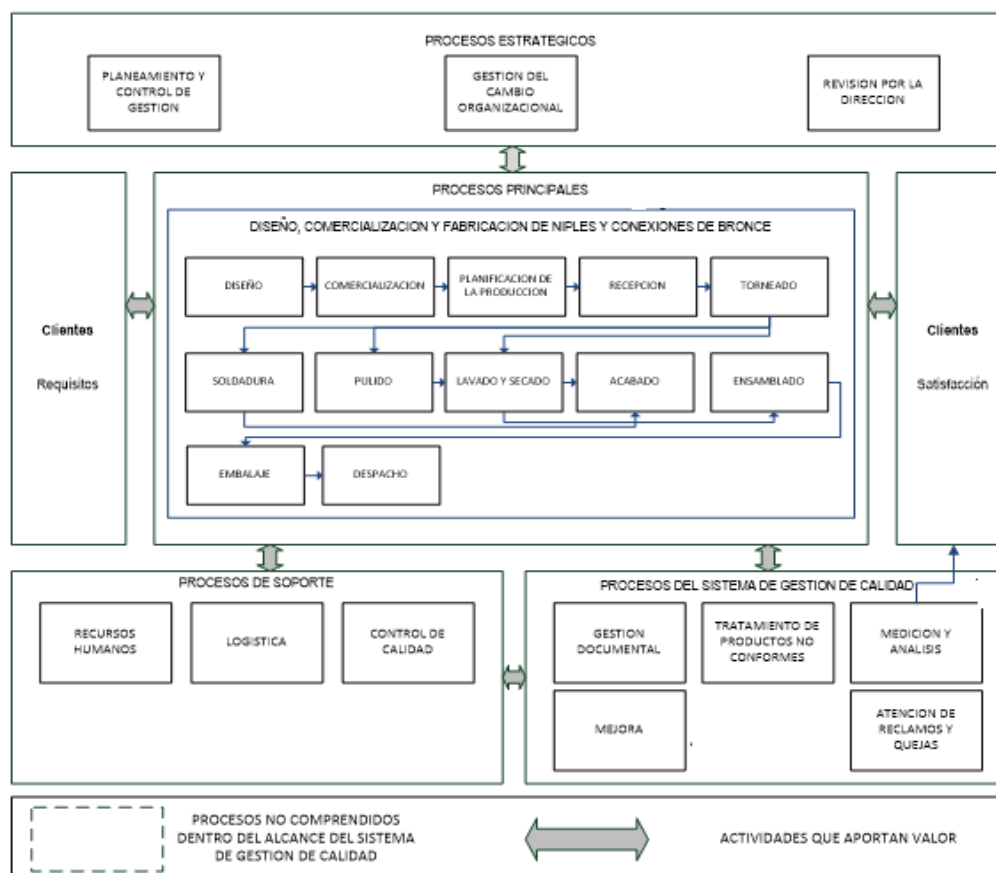 PROCESOS ESTRATEGICOS
PLANEAMIENTO Y
CONTROL DE
GESTION
GESTION DEL
CAMBIO
ORGANIZACIONAL
REVISION POR LA
DIRECCION
PROCESOS PRINCIPALES
DISEÑO, COMERCIALIZACION Y FABRICACION DE NIPLES Y CONEXIONES DE BRONCE
DISEÑO
COMERCIALIZACION
PLANIFICACION DE
LA PRODUCCION
RECEPCION
TORNEADO
Clientes
Requisitos
SOLDADURA
PULIDO
LAVADO Y SECADO
ACABADO
ENSAMBLADO
Clientes
Satisfacción
EMBALAJE
DESPACHO
PROCESOS DE SOPORTE
RECURSOS
HUMANOS
LOGISTICA
CONTROL DE
CALIDAD
PROCESOS DEL SISTEMA DE GESTION DE CALIDAD
GESTION
DOCUMENTAL
TRATAMIENTO DE
PRODUCTOS NO
CONFORMES
MEDICION Y
ANALISIS
MEJORA
ATENCION DE
RECLAMOS Y
QUEJAS
PROCESOS NO COMPRENDIDOS
DENTRO DEL ALCANCE DEL SISTEMA
DE GESTION DE CALIDAD
ACTIVIDADES QUE APORTAN VALOR